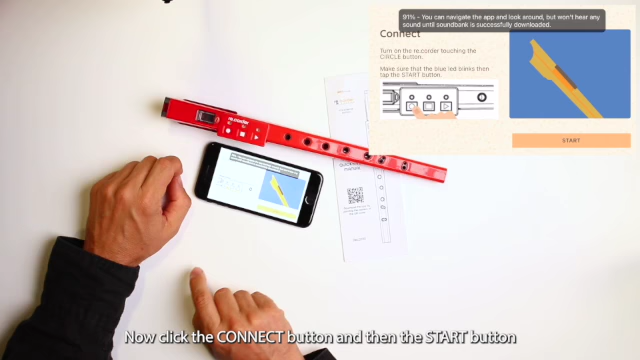 91% - You can navigate the app and look around, but won't hear any
sound until soundbank is successfully downloaded.
Connect
Turn on the re.corder touching the
CIRCLE button.
Make sure that the blue led blinks then
tap the START button.
START
re.corder
Now click the CONNECT button and then the START button